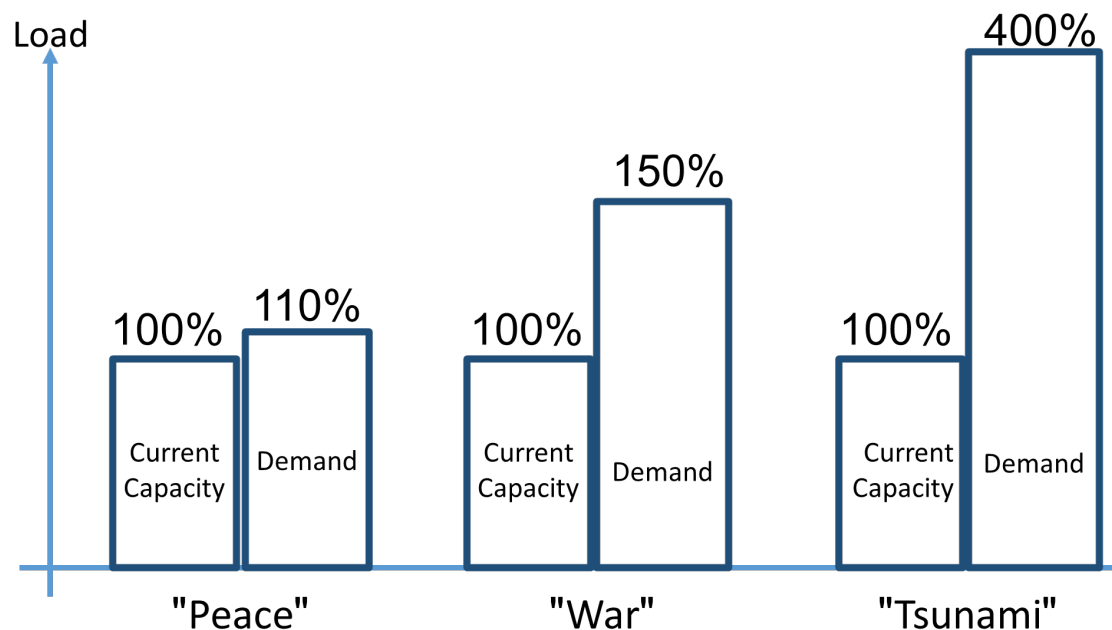 Load
100%
110%
100%
150%
100%
400%
Current
Capacity
Demand
Current
Capacity
Demand
Current
Capacity
Demand
"Peace"
"War"
"Tsunami"